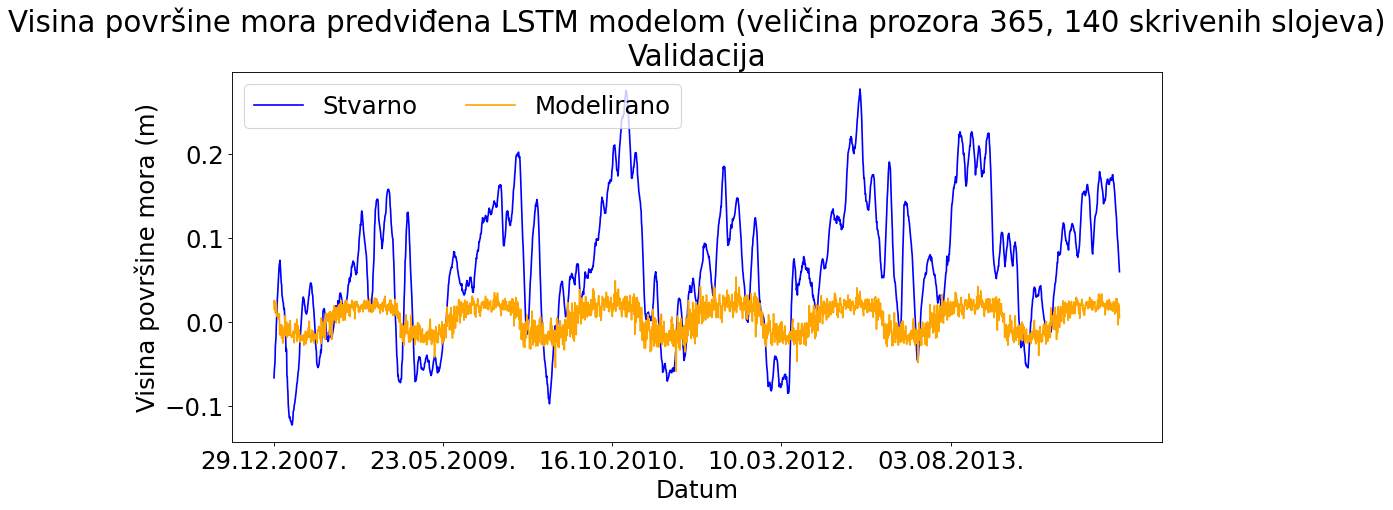 Visina površine mora predviđena LSTM modelom (veličina prozora 365, 140 skrivenih slojeva)
Validacija
Stvarno Modelirano
Visina površine mora (m)
0.2
0.1
0.0
−0.1
29.12.2007. 23.05.2009. 16.10.2010. 10.03.2012. 03.08.2013.
Datum